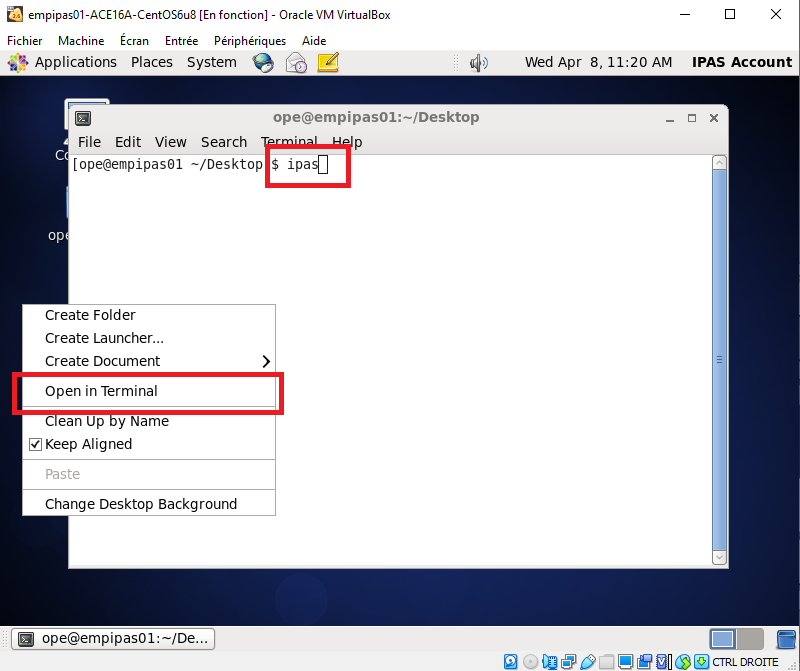 empipas01-ACE16A-CentOS6u8 [En fonction] - Oracle VM VirtualBox
Fichier Machine Écran Entrée Périphériques Aide
Applications Places System Wed Apr 8, 11:20 AM IPAS Account
ope@empipas01:~/Desktop
File Edit View Search Terminal Help
[ope@empipas01 ~/Desktop $ ipas
Co
ope
Create Folder
Create Launcher...
Create Document
Open in Terminal
Clean Up by Name
Keep Aligned
Paste
Change Desktop Background
ope@empipas01:~/De...
CTRL DROITE